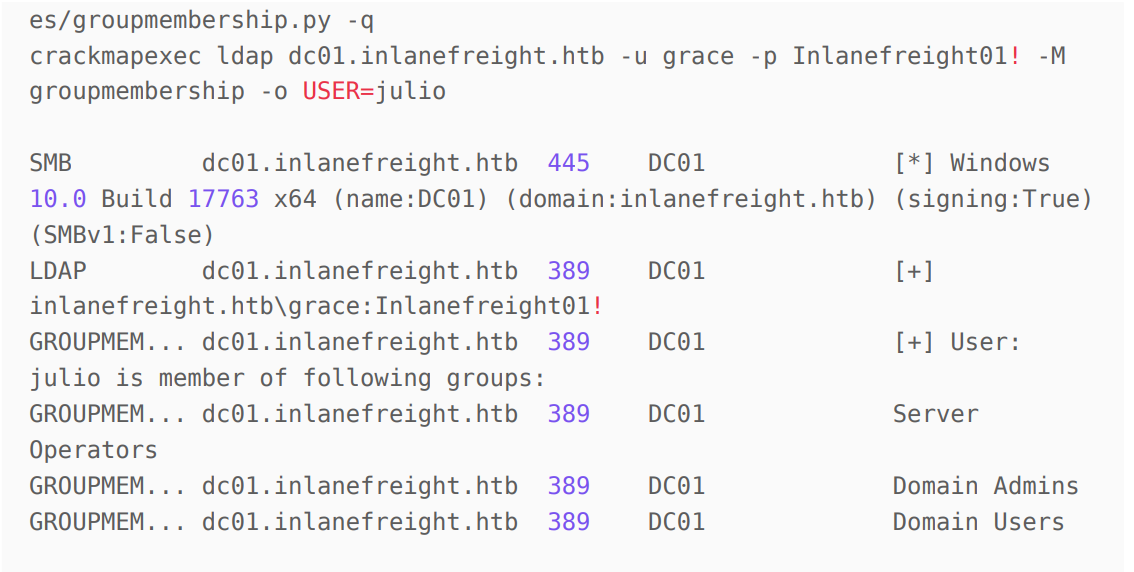 es/groupmembership.py -q
crackmapexec ldap dc01.inlanefreight.htb -u grace -p Inlanefreight01! -M
groupmembership -o USER=julio
SMB dc01.inlanefreight.htb 445 DC01 [*] Windows
10.0 Build 17763 x64 (name:DC01) (domain:inlanefreight.htb) (signing:True)
(SMBv1:False)
LDAP dc01.inlanefreight.htb 389 DC01 [+]
inlanefreight.htb\grace:Inlanefreight01!
GROUPMEM... dc01.inlanefreight.htb 389 DC01 [+] User:
julio is member of following groups:
GROUPMEM... dc01.inlanefreight.htb 389 DC01 Server
Operators
GROUPMEM... dc01.inlanefreight.htb 389 DC01 Domain Admins
GROUPMEM... dc01.inlanefreight.htb 389 DC01 Domain Users